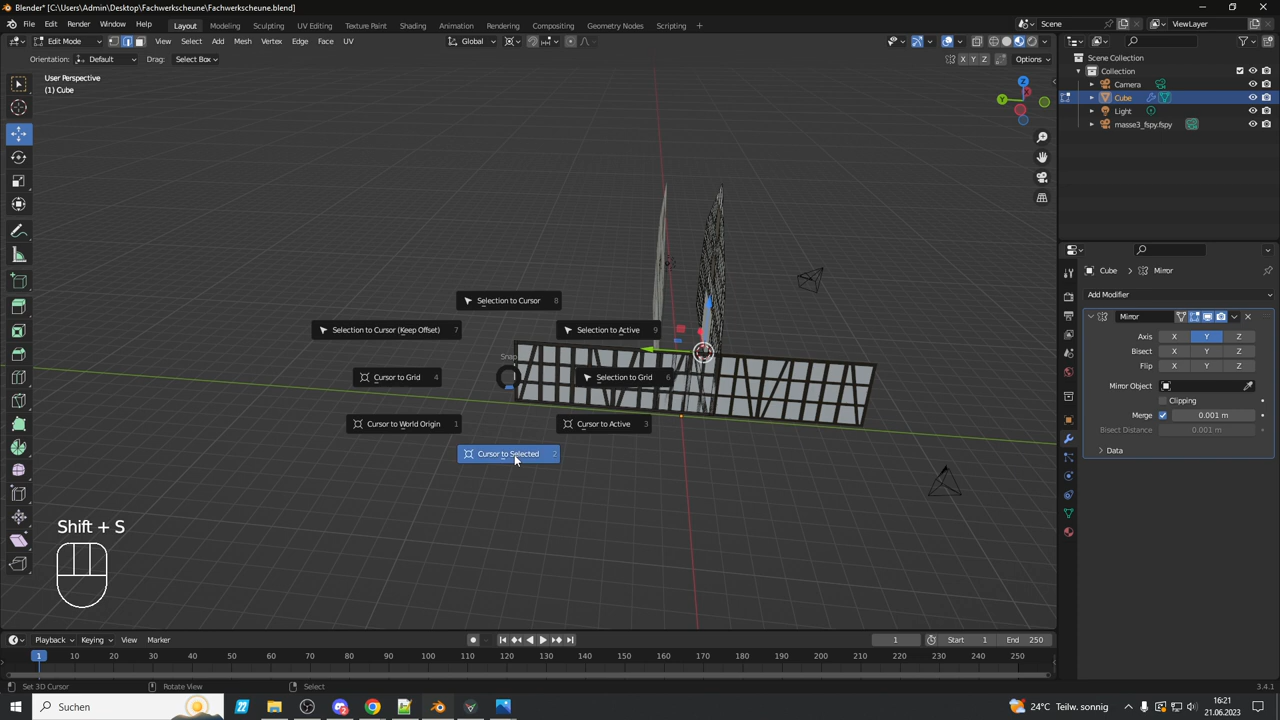 Blender* [C:\Users\Admin\Desktop\Fachwerkscheune\Fachwerkscheune.blend]
File Edit Render Window Help Layout Modeling Sculpting UV Editing Texture Paint Shading Animation Rendering Compositing Geometry Nodes Scripting + Scene ViewLayer
Edit Mode View Select Add Mesh Vertex Edge Face UV Global
Orientation: Default Drag: Select Box X Y Z Options
User Perspective
(1) Cube
Scene Collection
Collection
Camera
Cube
Light
masse3_fspy.fspy
Z
Y
X
Selection to Cursor 8
Selection to Cursor (Keep Offset) 7
Selection to Active 9
Snap
Cursor to Grid 4
Selection to Grid 6
Cursor to World Origin 1
Cursor to Active 3
Cursor to Selected 2
Cube Mirror
Add Modifier
Mirror
Axis X Y Z
Bisect X Y Z
Flip X Y Z
Mirror Object
Clipping
Merge 0.001 m
Bisect Distance 0.001 m
Data
Shift + S
Playback Keying View Marker 1 Start 1 End 250
1 10 20 30 40 50 60 70 80 90 100 110 120 130 140 150 160 170 180 190 200 210 220 230 240 250
Set 3D Cursor Rotate View Select 3.4.1
Suchen 24°C Teilw. sonnig 16:21
21.06.2023